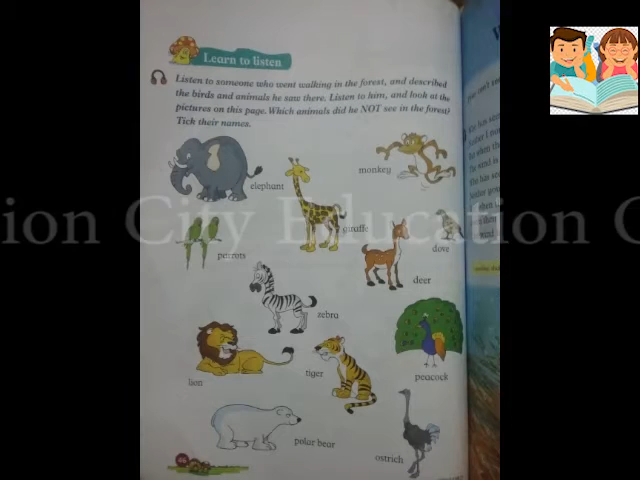 Learn to listen
Listen to someone who went walking in the forest, and described
the birds and animals he saw there. Listen to him, and look at the
pictures on this page. Which animals did he NOT see in the forest?
Tick their names.
monkey
elephant
giraffe
dove
parrots
deer
zebra
lion
tiger
peacock
polar bear
ostrich
ion City Education C